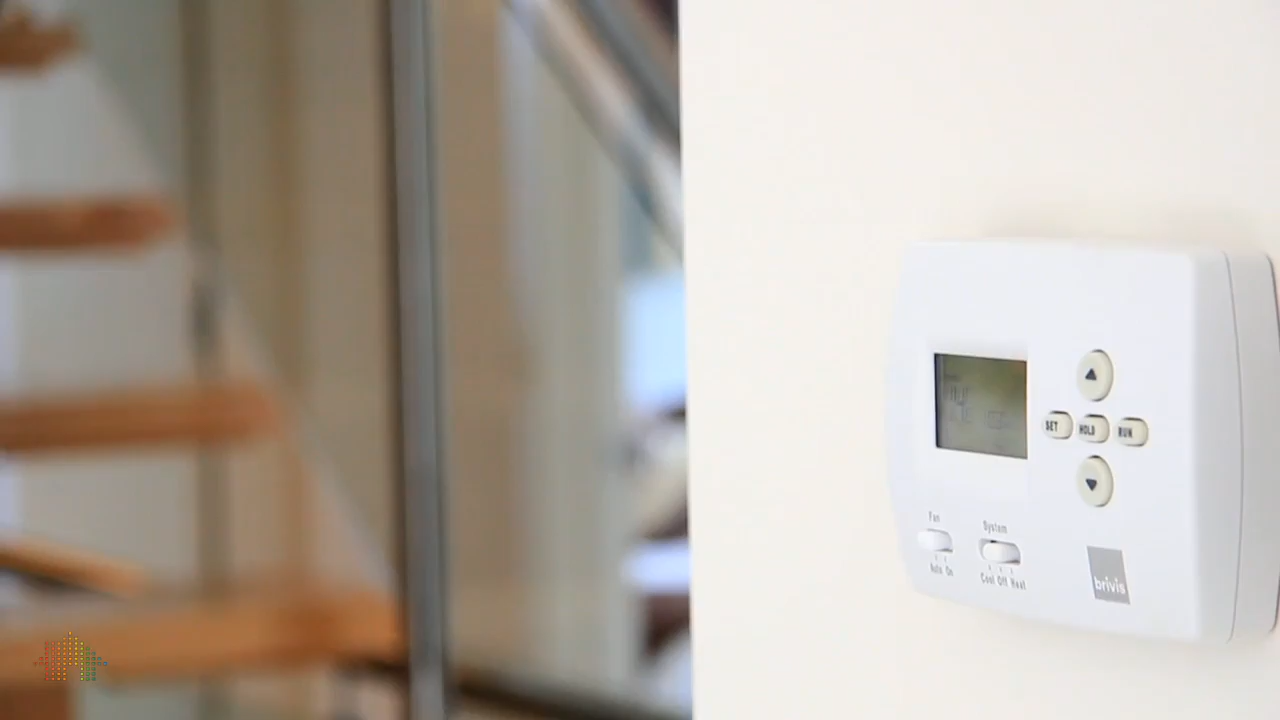 SET HOLD RUN
Fan
System
Auto On
Cool Off Heat
brivis